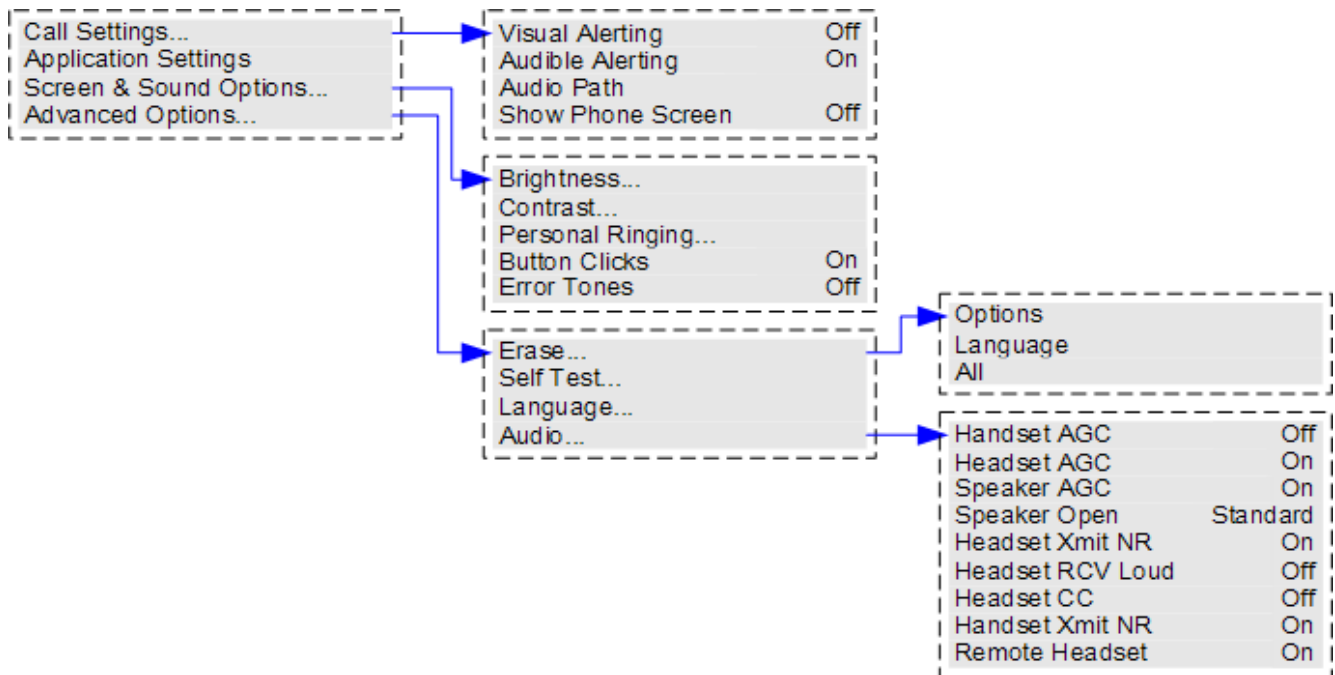 Call Settings...
Application Settings
Screen & Sound Options...
Advanced Options...
Visual Alerting Off
Audible Alerting On
Audio Path
Show Phone Screen Off
Brightness...
Contrast...
Personal Ringing...
Button Clicks On
Error Tones Off
Erase...
Self Test...
Language...
Audio...
Options
Language
All
Handset AGC Off
Headset AGC On
Speaker AGC On
Speaker Open Standard
Headset Xmit NR On
Headset RCV Loud Off
Headset CC Off
Handset Xmit NR On
Remote Headset On